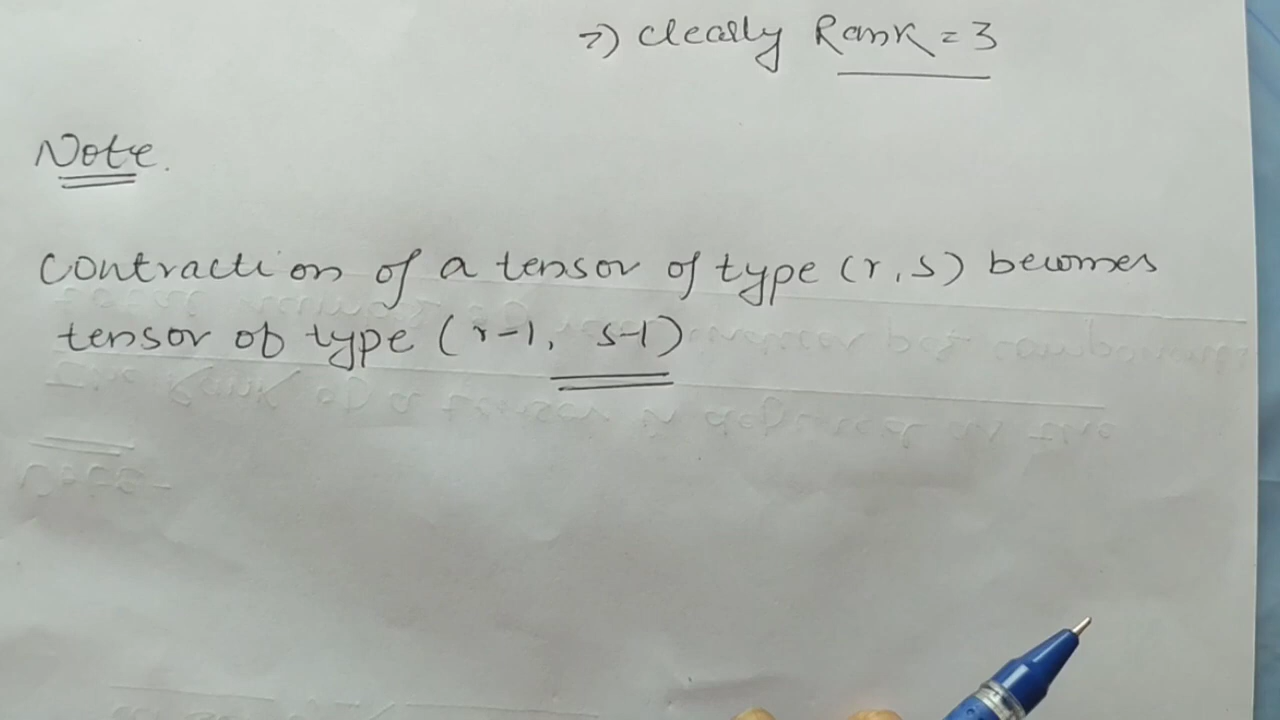 =) clearly Rank = 3
Note.
Contraction of a tensor of type (r, s) becomes
tensor of type (r-1, s-1)